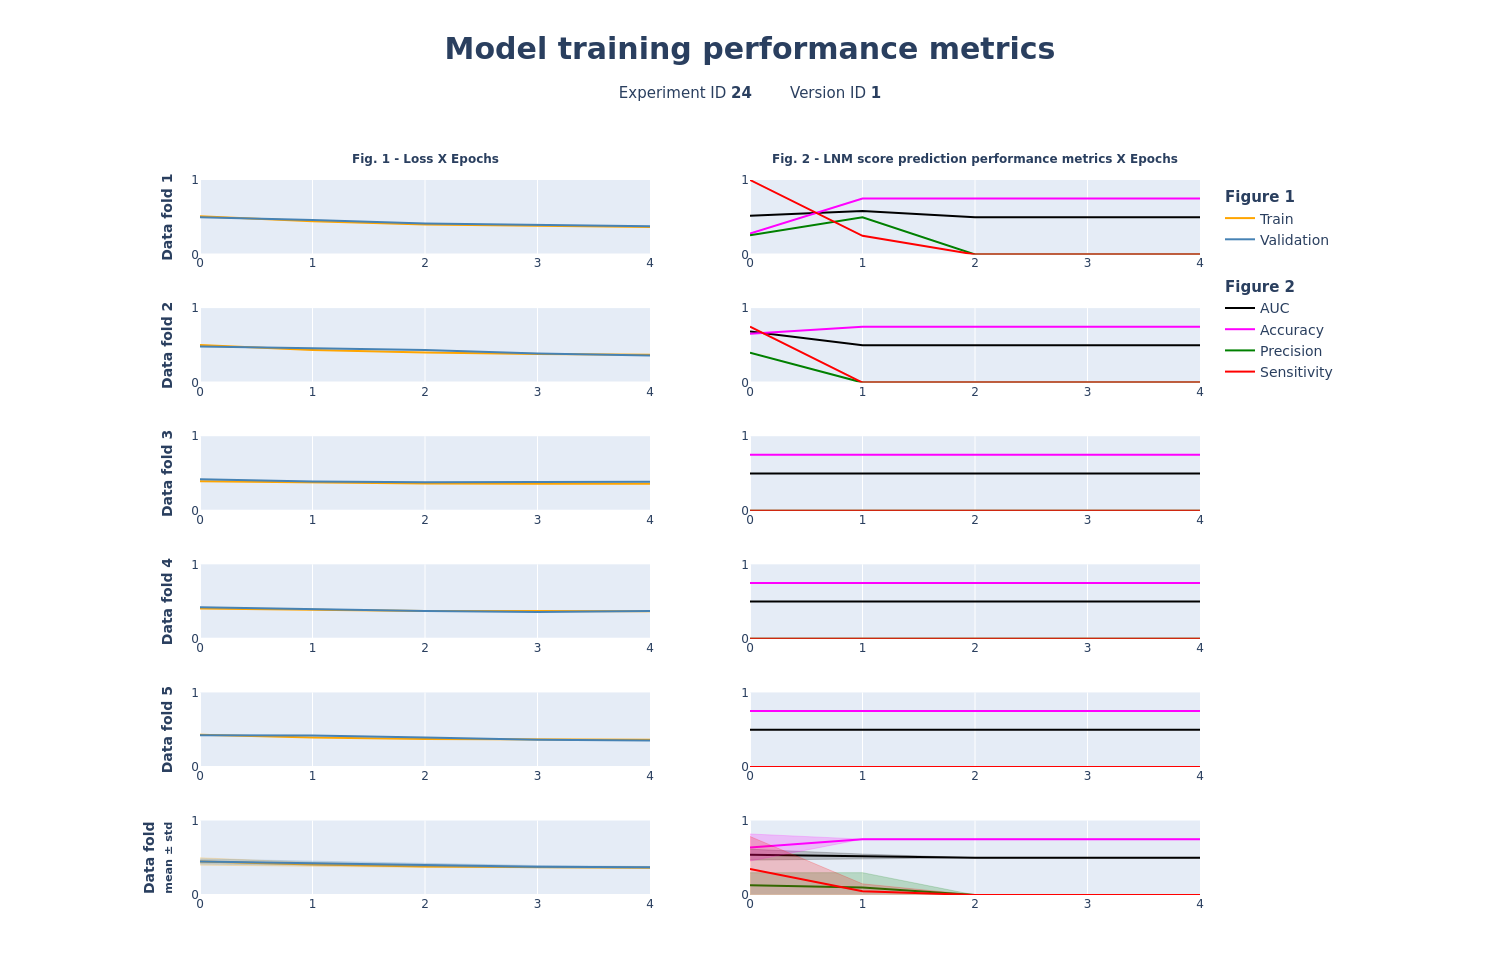 Model training performance metrics
Experiment ID 24 Version ID 1
Fig. 1 - Loss X Epochs
Fig. 2 - LNM score prediction performance metrics X Epochs
Data fold 1
1
0
0 1 2 3 4
1
0
0 1 2 3 4
Figure 1
Train
Validation
Figure 2
AUC
Accuracy
Precision
Sensitivity
Data fold 2
1
0
0 1 2 3 4
1
0
0 1 2 3 4
Data fold 3
1
0
0 1 2 3 4
1
0
0 1 2 3 4
Data fold 4
1
0
0 1 2 3 4
1
0
0 1 2 3 4
Data fold 5
1
0
0 1 2 3 4
1
0
0 1 2 3 4
Data fold
mean ± std
1
0
0 1 2 3 4
1
0
0 1 2 3 4